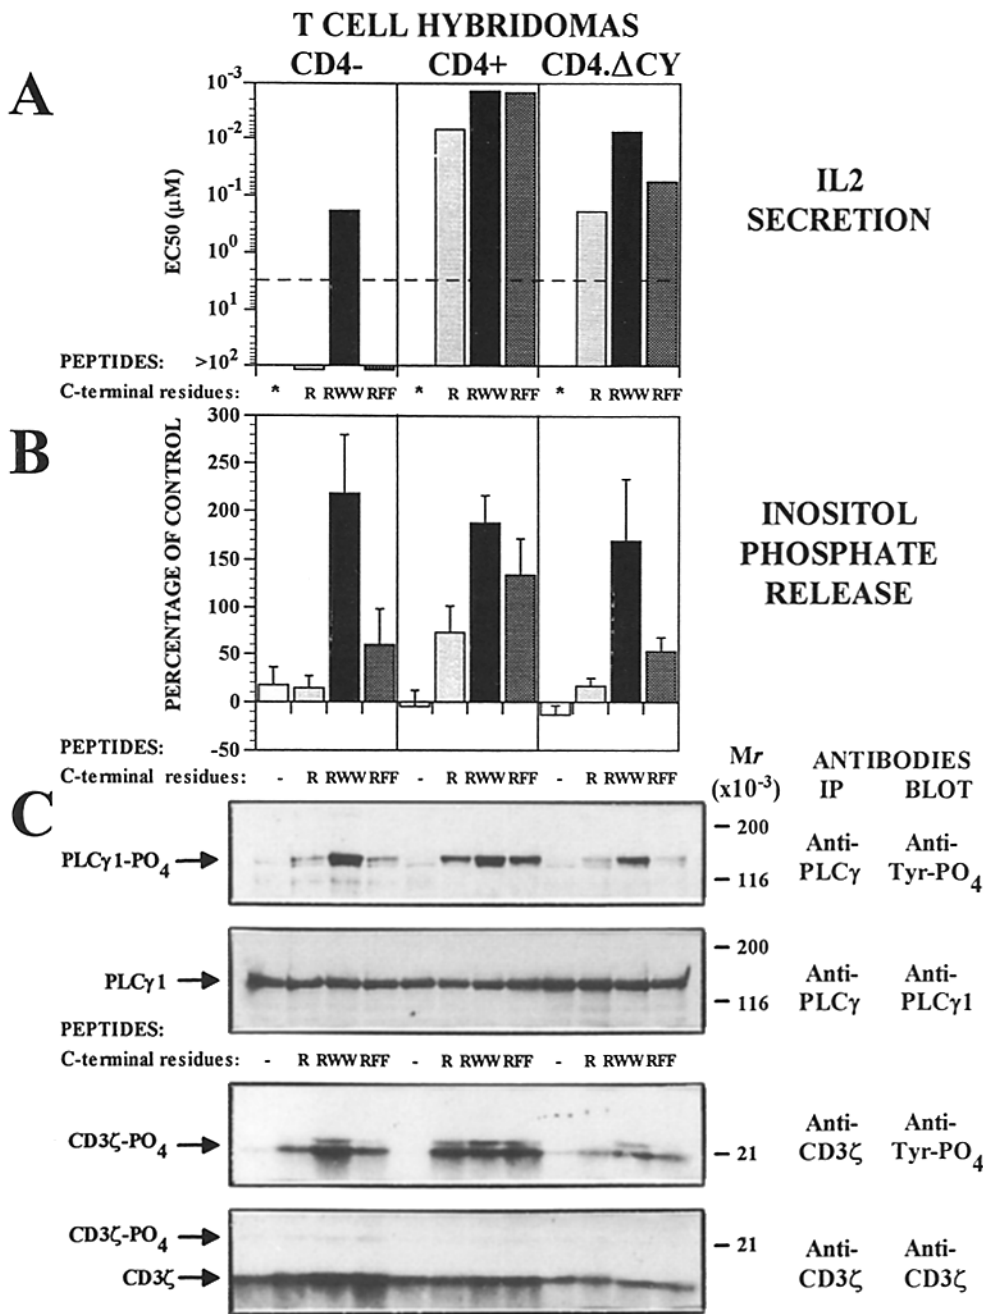 T CELL HYBRIDOMAS
CD4- CD4+ CD4.ΔCY
A
10⁻³
10⁻²
10⁻¹
10⁰
10¹
>10²
EC50 (μM)
IL2
SECRETION
PEPTIDES:
C-terminal residues: * R RWW RFF * R RWW RFF * R RWW RFF
B
300
250
200
150
100
50
0
-50
PERCENTAGE OF CONTROL
INOSITOL
PHOSPHATE
RELEASE
PEPTIDES:
C-terminal residues: - R RWW RFF - R RWW RFF - R RWW RFF
Mr
(x10⁻³)
ANTIBODIES
IP BLOT
C
PLCγ1-PO₄
200
116
Anti- Anti-
PLCγ Tyr-PO₄
PLCγ1
200
116
Anti- Anti-
PLCγ PLCγ1
PEPTIDES:
C-terminal residues: - R RWW RFF - R RWW RFF - R RWW RFF
CD3ζ-PO₄
21
Anti- Anti-
CD3ζ Tyr-PO₄
CD3ζ-PO₄
CD3ζ
21
Anti- Anti-
CD3ζ CD3ζ